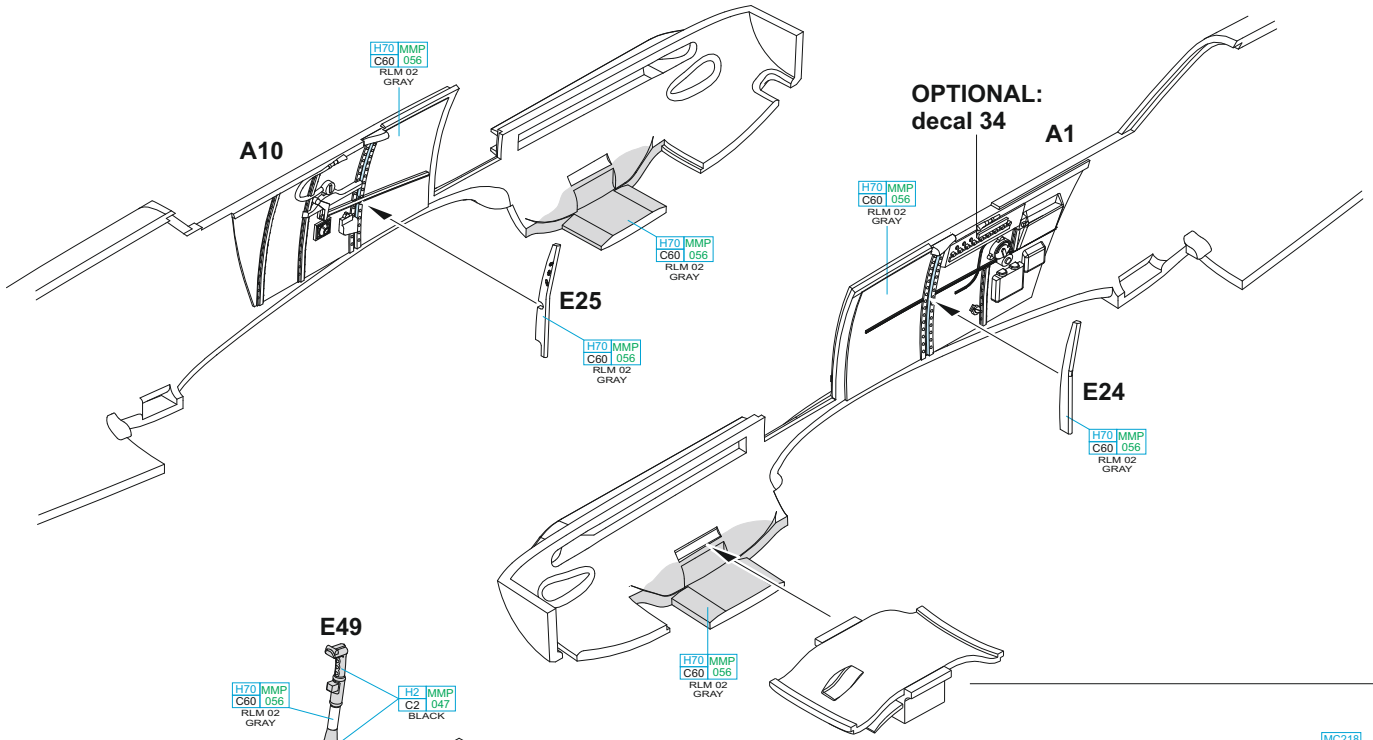 H70 MMP
C60 056
RLM 02
GRAY
A10
OPTIONAL:
decal 34
A1
H70 MMP
C60 056
RLM 02
GRAY
H70 MMP
C60 056
RLM 02
GRAY
E25
H70 MMP
C60 056
RLM 02
GRAY
E24
H70 MMP
C60 056
RLM 02
GRAY
E49
H70 MMP
C60 056
RLM 02
GRAY
H2 MMP
C2 047
BLACK
H70 MMP
C60 056
RLM 02
GRAY
MC218